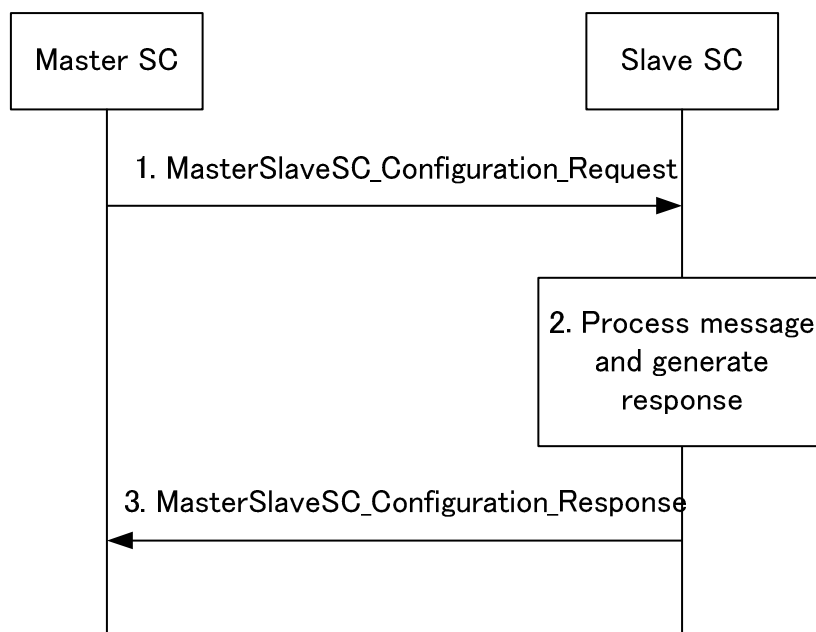 Master SC
Slave SC
1. MasterSlaveSC_Configuration_Request
2. Process message
and generate
response
3. MasterSlaveSC_Configuration_Response